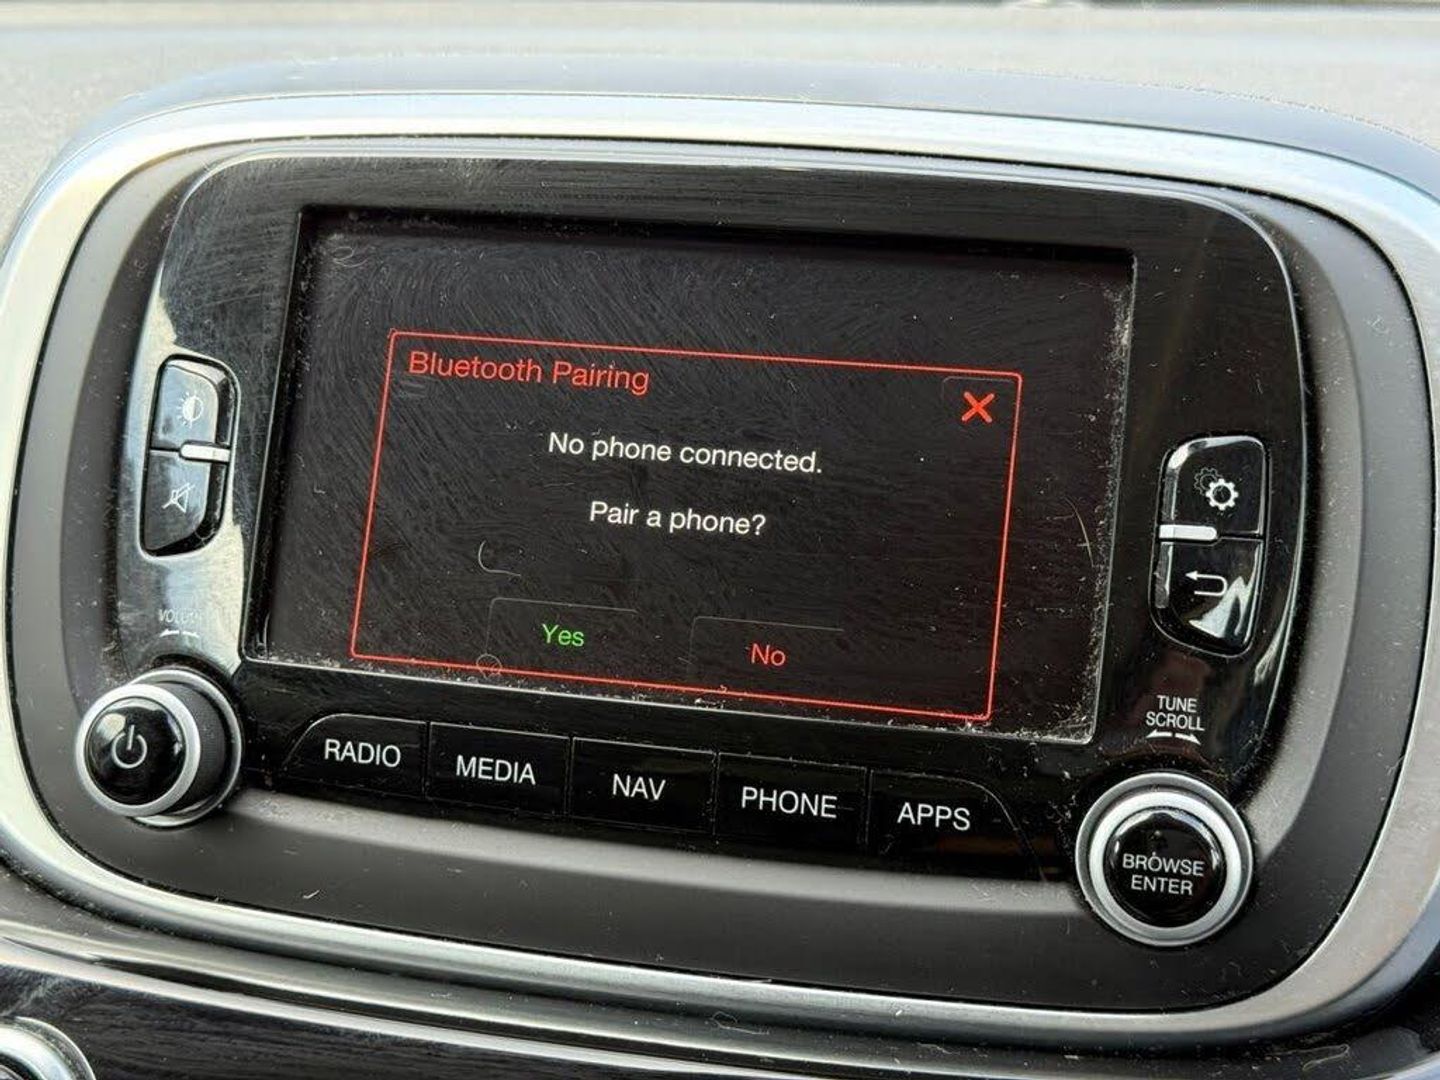 Bluetooth Pairing
No phone connected.
Pair a phone?
Yes
No
VOLUME
TUNE
SCROLL
RADIO
MEDIA
NAV
PHONE
APPS
BROWSE
ENTER